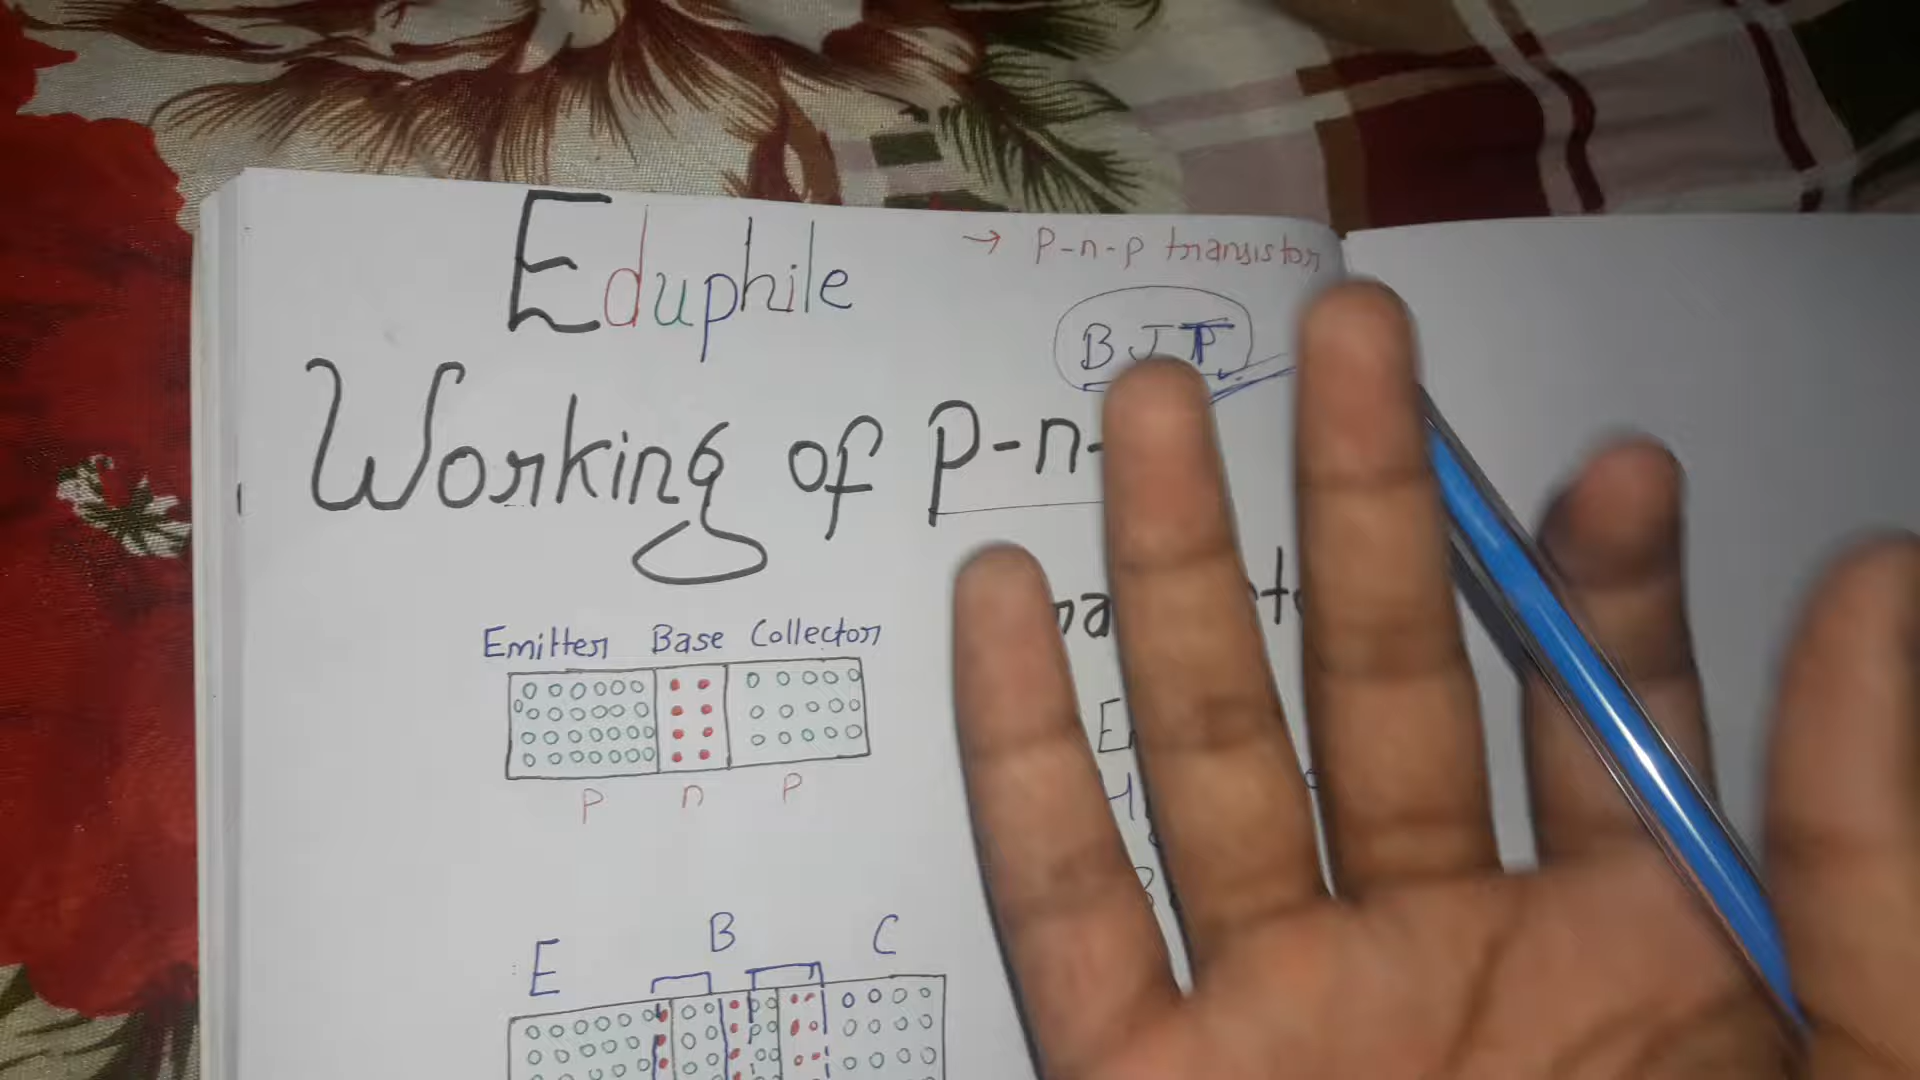 Eduphile
→ P-n-p transistor
BJT
Working of P-n-
Emitter Base Collector
P n P
E B C